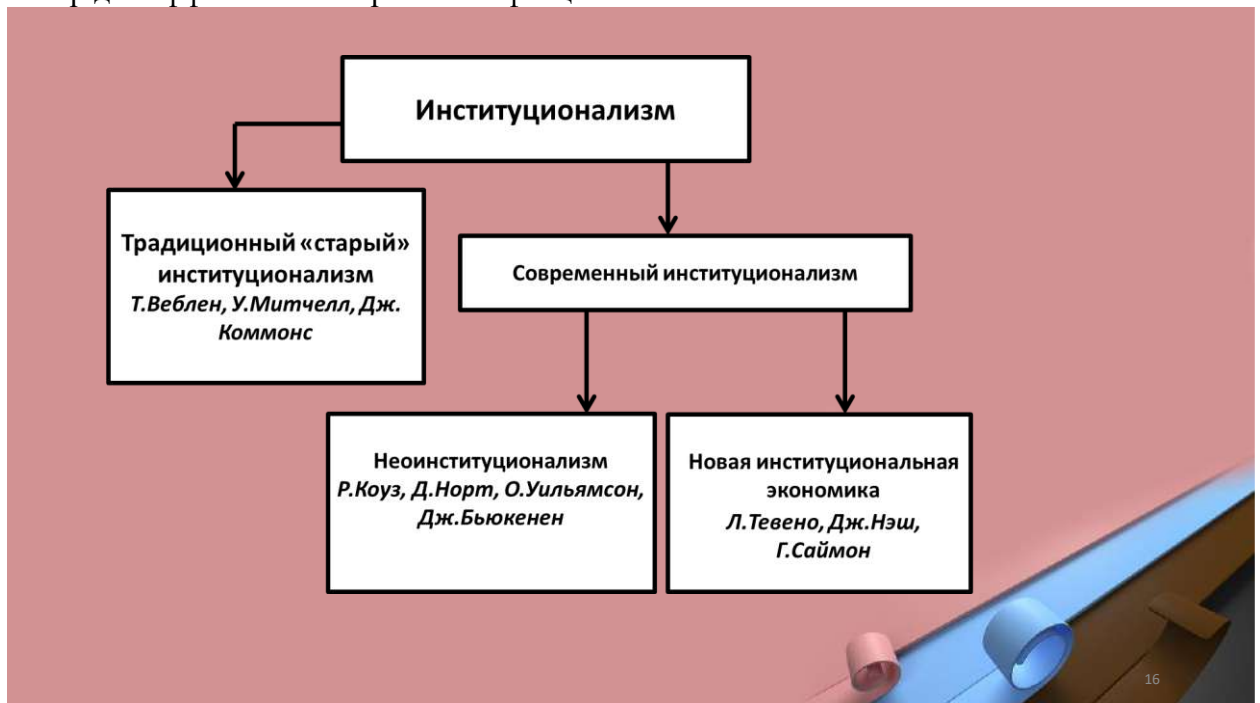 Институционализм
Традиционный «старый»
институционализм
Т.Веблен, У.Митчелл, Дж.
Коммонс
Современный институционализм
Неоинституционализм
Р.Коуз, Д.Норт, О.Уильямсон,
Дж.Бьюкенен
Новая институциональная
экономика
Л.Тевено, Дж.Нэш,
Г.Саймон
16